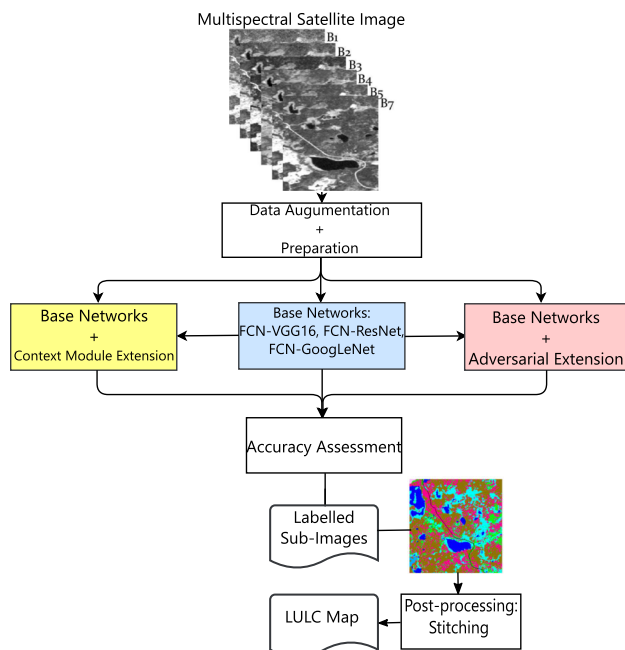 Multispectral Satellite Image
B1
B2
B3
B4
B5
B7
Data Augumentation
+
Preparation
Base Networks
+
Context Module Extension
Base Networks:
FCN-VGG16, FCN-ResNet,
FCN-GoogLeNet
Base Networks
+
Adversarial Extension
Accuracy Assessment
Labelled
Sub-Images
Post-processing:
Stitching
LULC Map